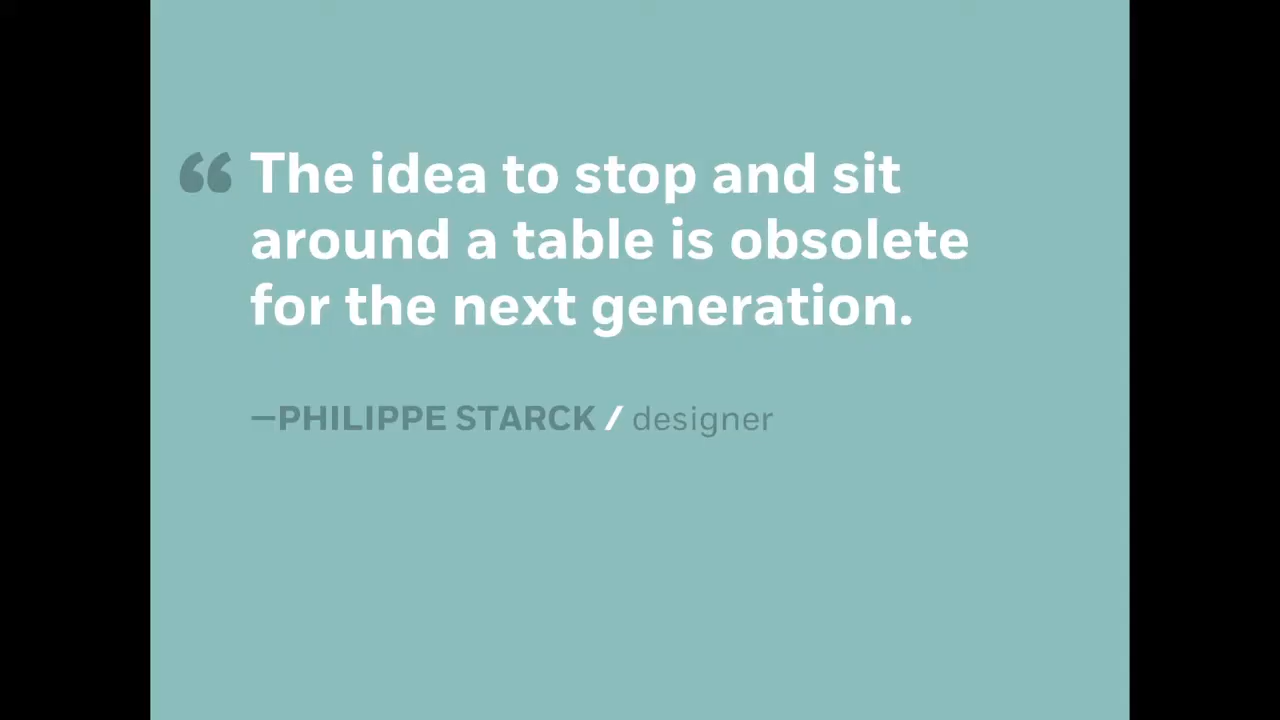 “ The idea to stop and sit
around a table is obsolete
for the next generation.
—PHILIPPE STARCK / designer